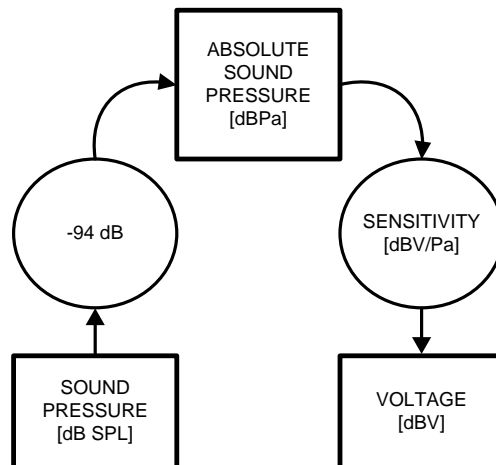 ABSOLUTE
SOUND
PRESSURE
[dBPa]
-94 dB
SENSITIVITY
[dBV/Pa]
SOUND
PRESSURE
[dB SPL]
VOLTAGE
[dBV]